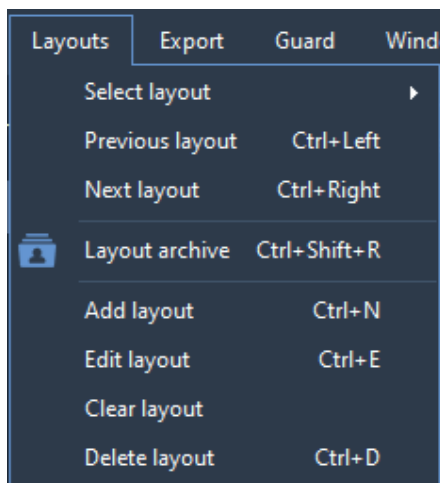 Layouts Export Guard Wind
Select layout
Previous layout Ctrl+Left
Next layout Ctrl+Right
Layout archive Ctrl+Shift+R
Add layout Ctrl+N
Edit layout Ctrl+E
Clear layout
Delete layout Ctrl+D